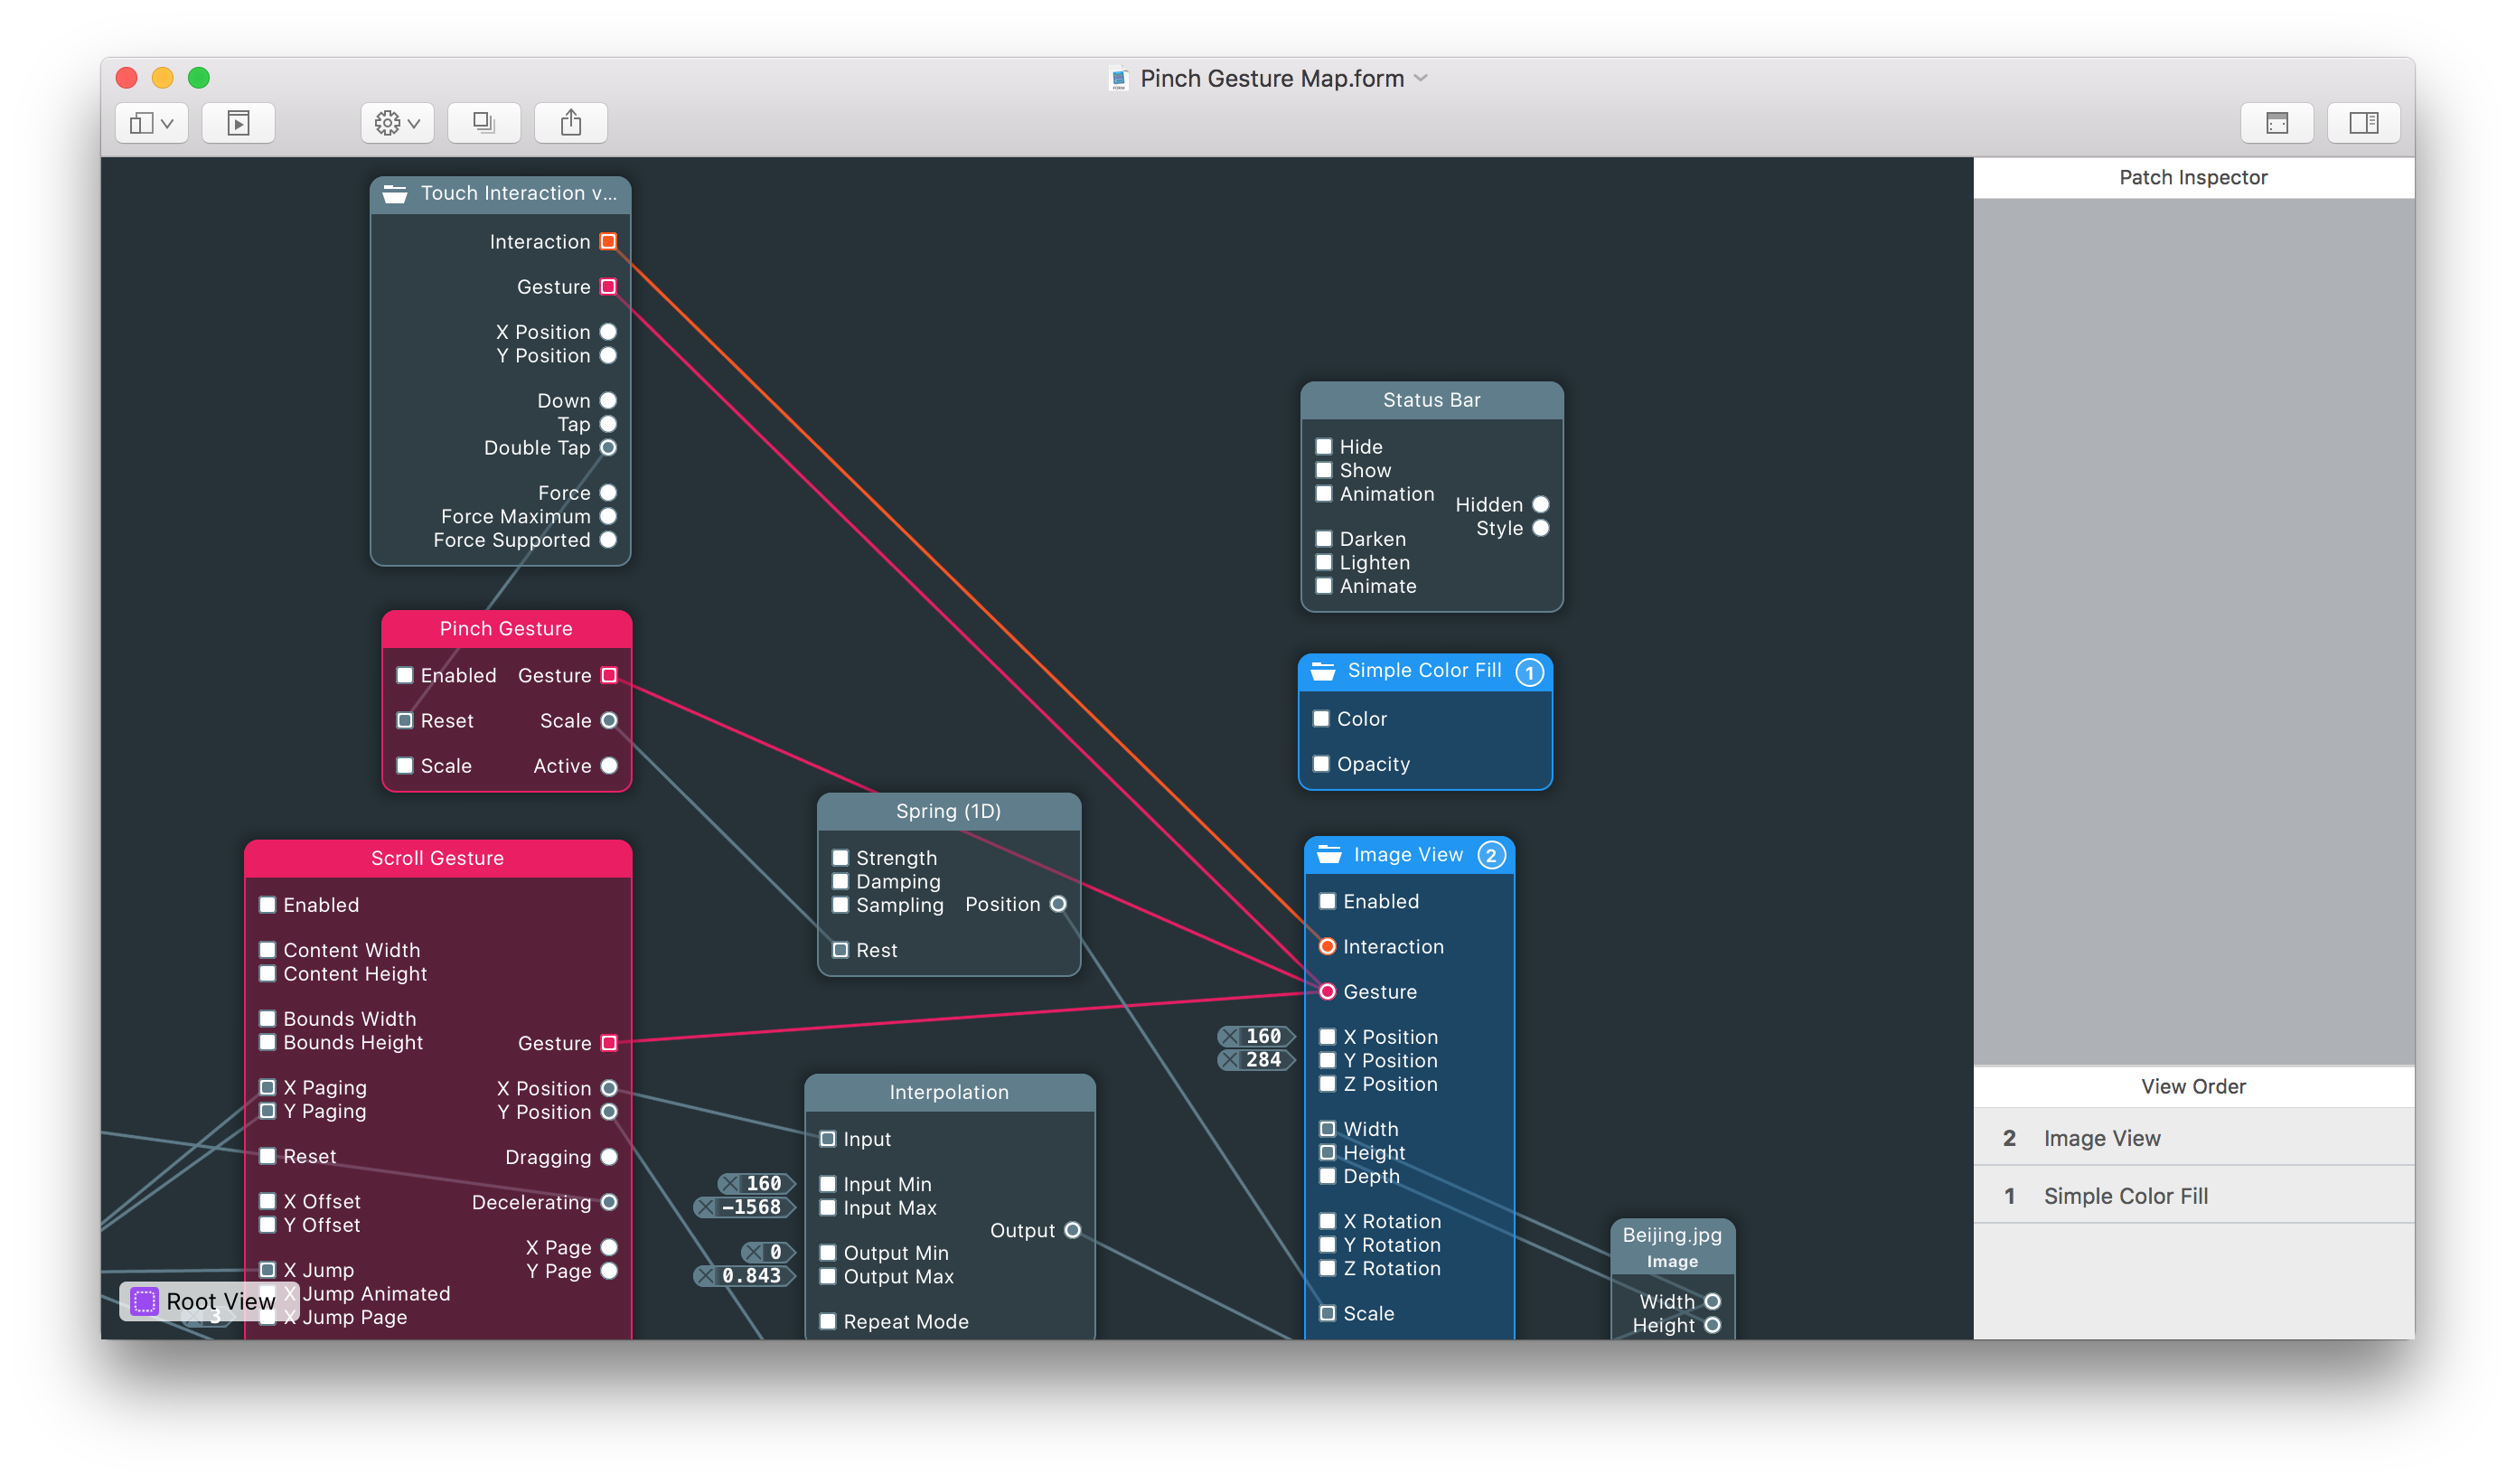 Pinch Gesture Map.form
Touch Interaction v...
Interaction
Gesture
X Position
Y Position
Down
Tap
Double Tap
Force
Force Maximum
Force Supported
Pinch Gesture
Enabled Gesture
Reset Scale
Scale Active
Scroll Gesture
Enabled
Content Width
Content Height
Bounds Width
Bounds Height Gesture
X Paging X Position
Y Paging Y Position
Reset Dragging
X Offset Decelerating
Y Offset
X Page
X Jump Y Page
X Jump Animated
3 X Jump Page
Root View
Spring (1D)
Strength
Damping
Sampling Position
Rest
Interpolation
Input
160 Input Min
-1568 Input Max
Output
0 Output Min
0.843 Output Max
Repeat Mode
Status Bar
Hide
Show
Animation
Hidden
Style
Darken
Lighten
Animate
Simple Color Fill 1
Color
Opacity
Image View 2
Enabled
Interaction
Gesture
160 X Position
284 Y Position
Z Position
Width
Height
Depth
X Rotation
Y Rotation
Z Rotation
Scale
Beijing.jpg
Image
Width
Height
Patch Inspector
View Order
2 Image View
1 Simple Color Fill